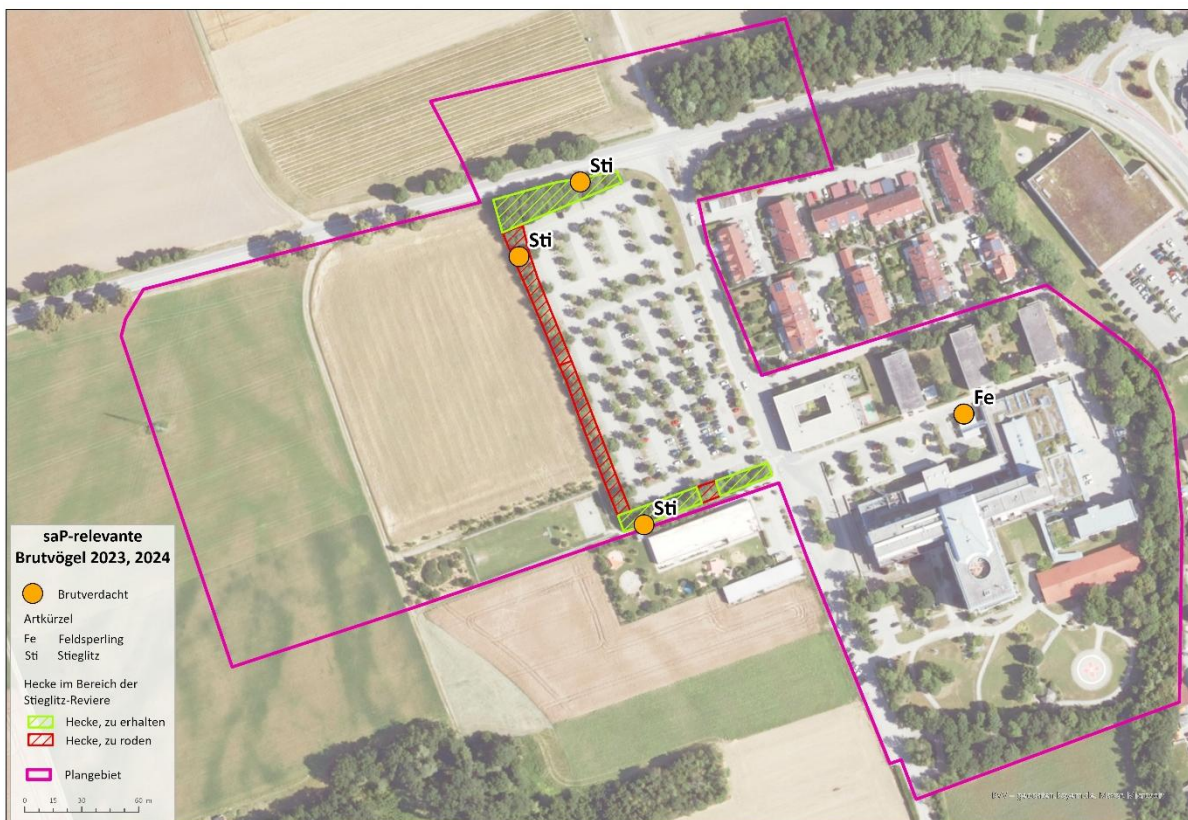 Sti
Sti
Fe
Sti
saP-relevante
Brutvögel 2023, 2024
Brutverdacht
Artkürzel
Fe Feldsperling
Sti Stieglitz
Hecke im Bereich der
Stieglitz-Reviere
Hecke, zu erhalten
Hecke, zu roden
Plangebiet
0 15 30 60 m